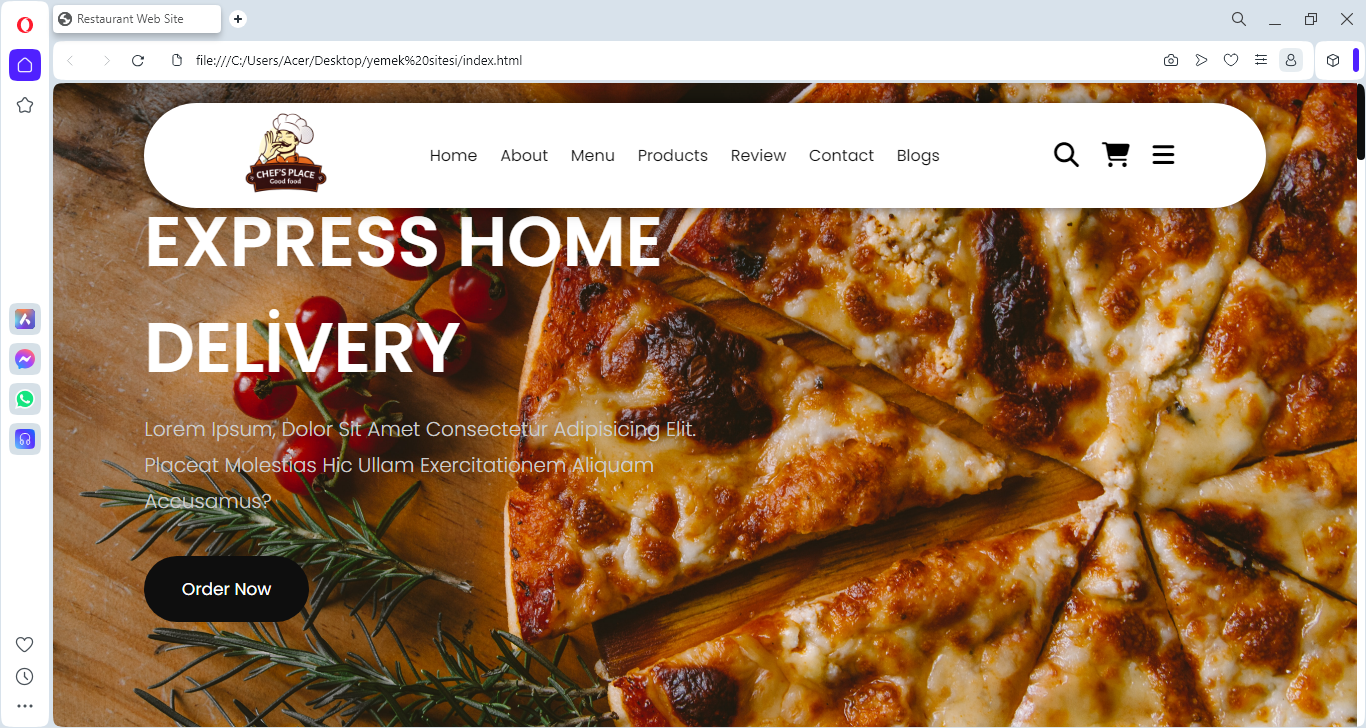 Restaurant Web Site
file:///C:/Users/Acer/Desktop/yemek%20sitesi/index.html
CHEF'S PLACE
Good food
Home About Menu Products Review Contact Blogs
EXPRESS HOME
DELİVERY
Lorem Ipsum, Dolor Sit Amet Consectetur Adipisicing Elit.
Placeat Molestias Hic Ullam Exercitationem Aliquam
Accusamus?
Order Now